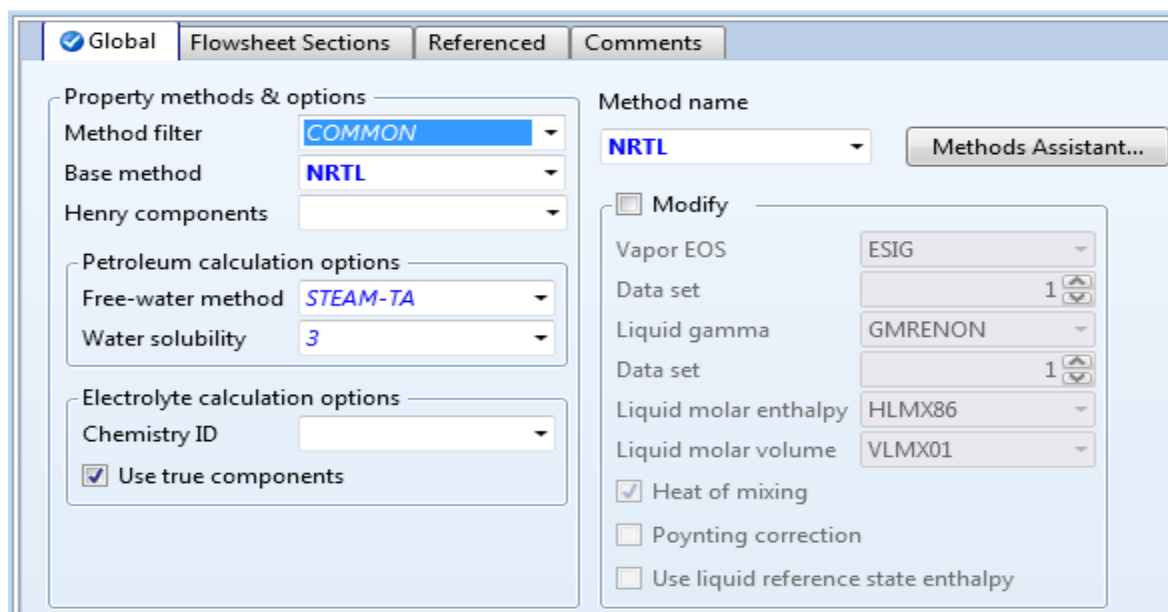 Global Flowsheet Sections Referenced Comments
Property methods & options
Method filter COMMON
Base method NRTL
Henry components
Petroleum calculation options
Free-water method STEAM-TA
Water solubility 3
Electrolyte calculation options
Chemistry ID
Use true components
Method name
NRTL Methods Assistant...
Modify
Vapor EOS ESIG
Data set 1
Liquid gamma GMRENON
Data set 1
Liquid molar enthalpy HLMX86
Liquid molar volume VLMX01
Heat of mixing
Poynting correction
Use liquid reference state enthalpy